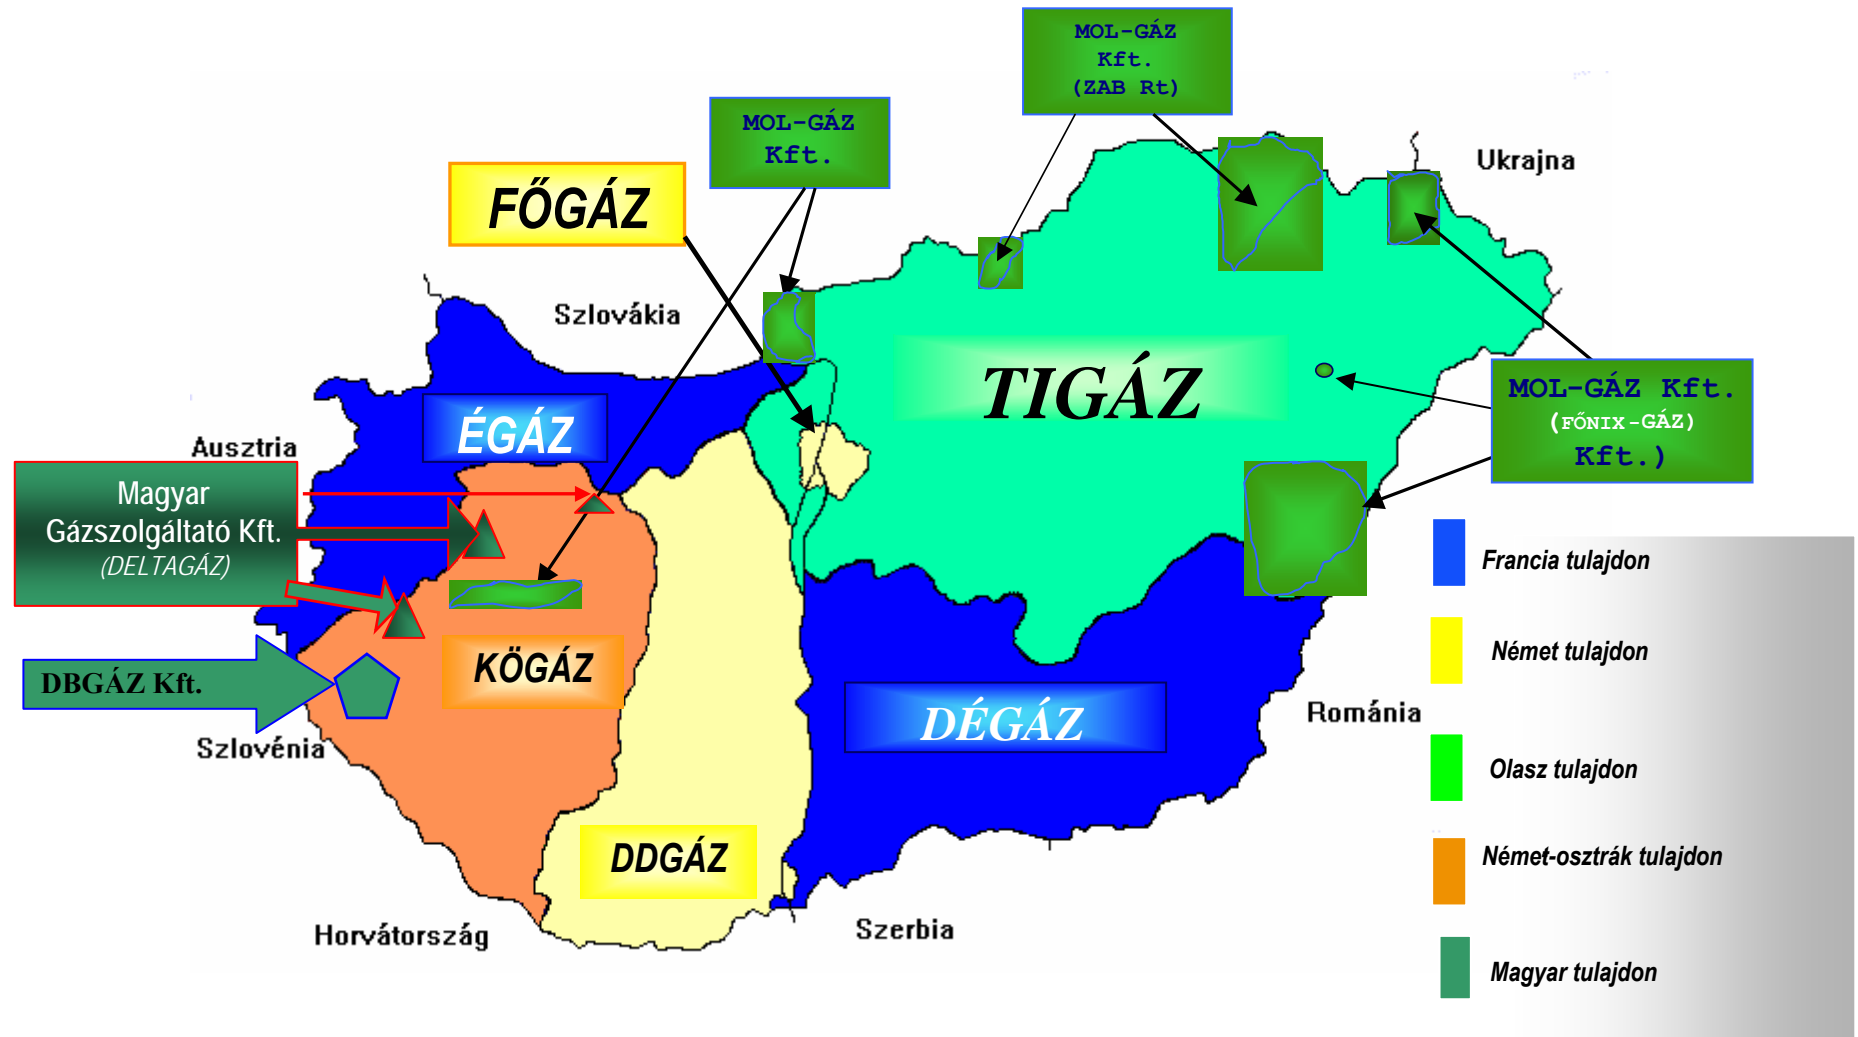 MOL-GÁZ
Kft.
(ZAB Rt)
MOL-GÁZ
Kft.
Ukrajna
FŐGÁZ
Szlovákia
TIGÁZ
MOL-GÁZ Kft.
(FŐNIX-GÁZ)
Kft.)
ÉGÁZ
Ausztria
Magyar
Gázszolgáltató Kft.
(DELTAGÁZ)
Francia tulajdon
Német tulajdon
KÖGÁZ
DBGÁZ Kft.
DÉGÁZ
Románia
Szlovénia
Olasz tulajdon
DDGÁZ
Német-osztrák tulajdon
Horvátország
Szerbia
Magyar tulajdon